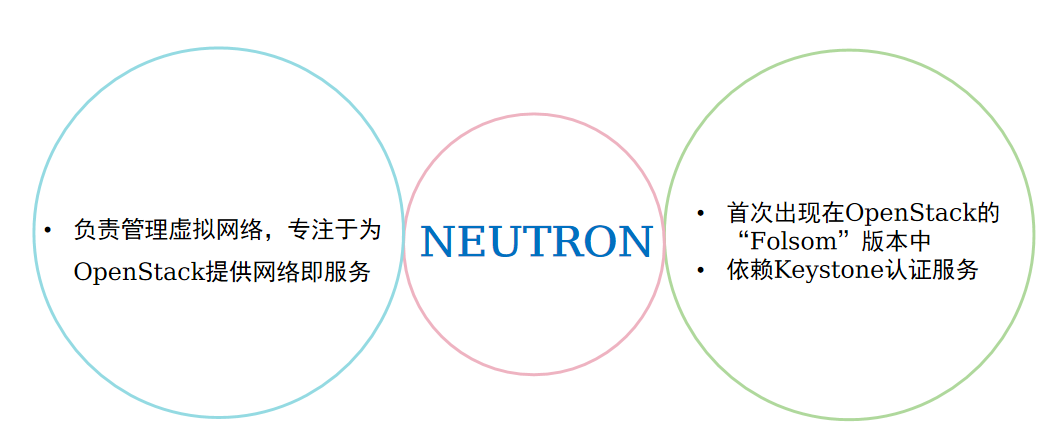 • 负责管理虚拟网络，专注于为
OpenStack提供网络即服务
NEUTRON
• 首次出现在OpenStack的
“Folsom”版本中
• 依赖Keystone认证服务